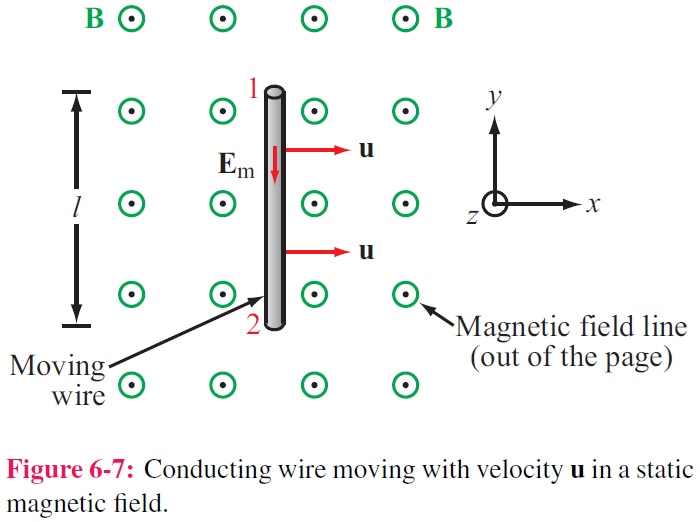 B B
1 y
u
Em
l z x
u
2
Magnetic field line
(out of the page)
Moving
wire
Figure 6-7: Conducting wire moving with velocity u in a static
magnetic field.